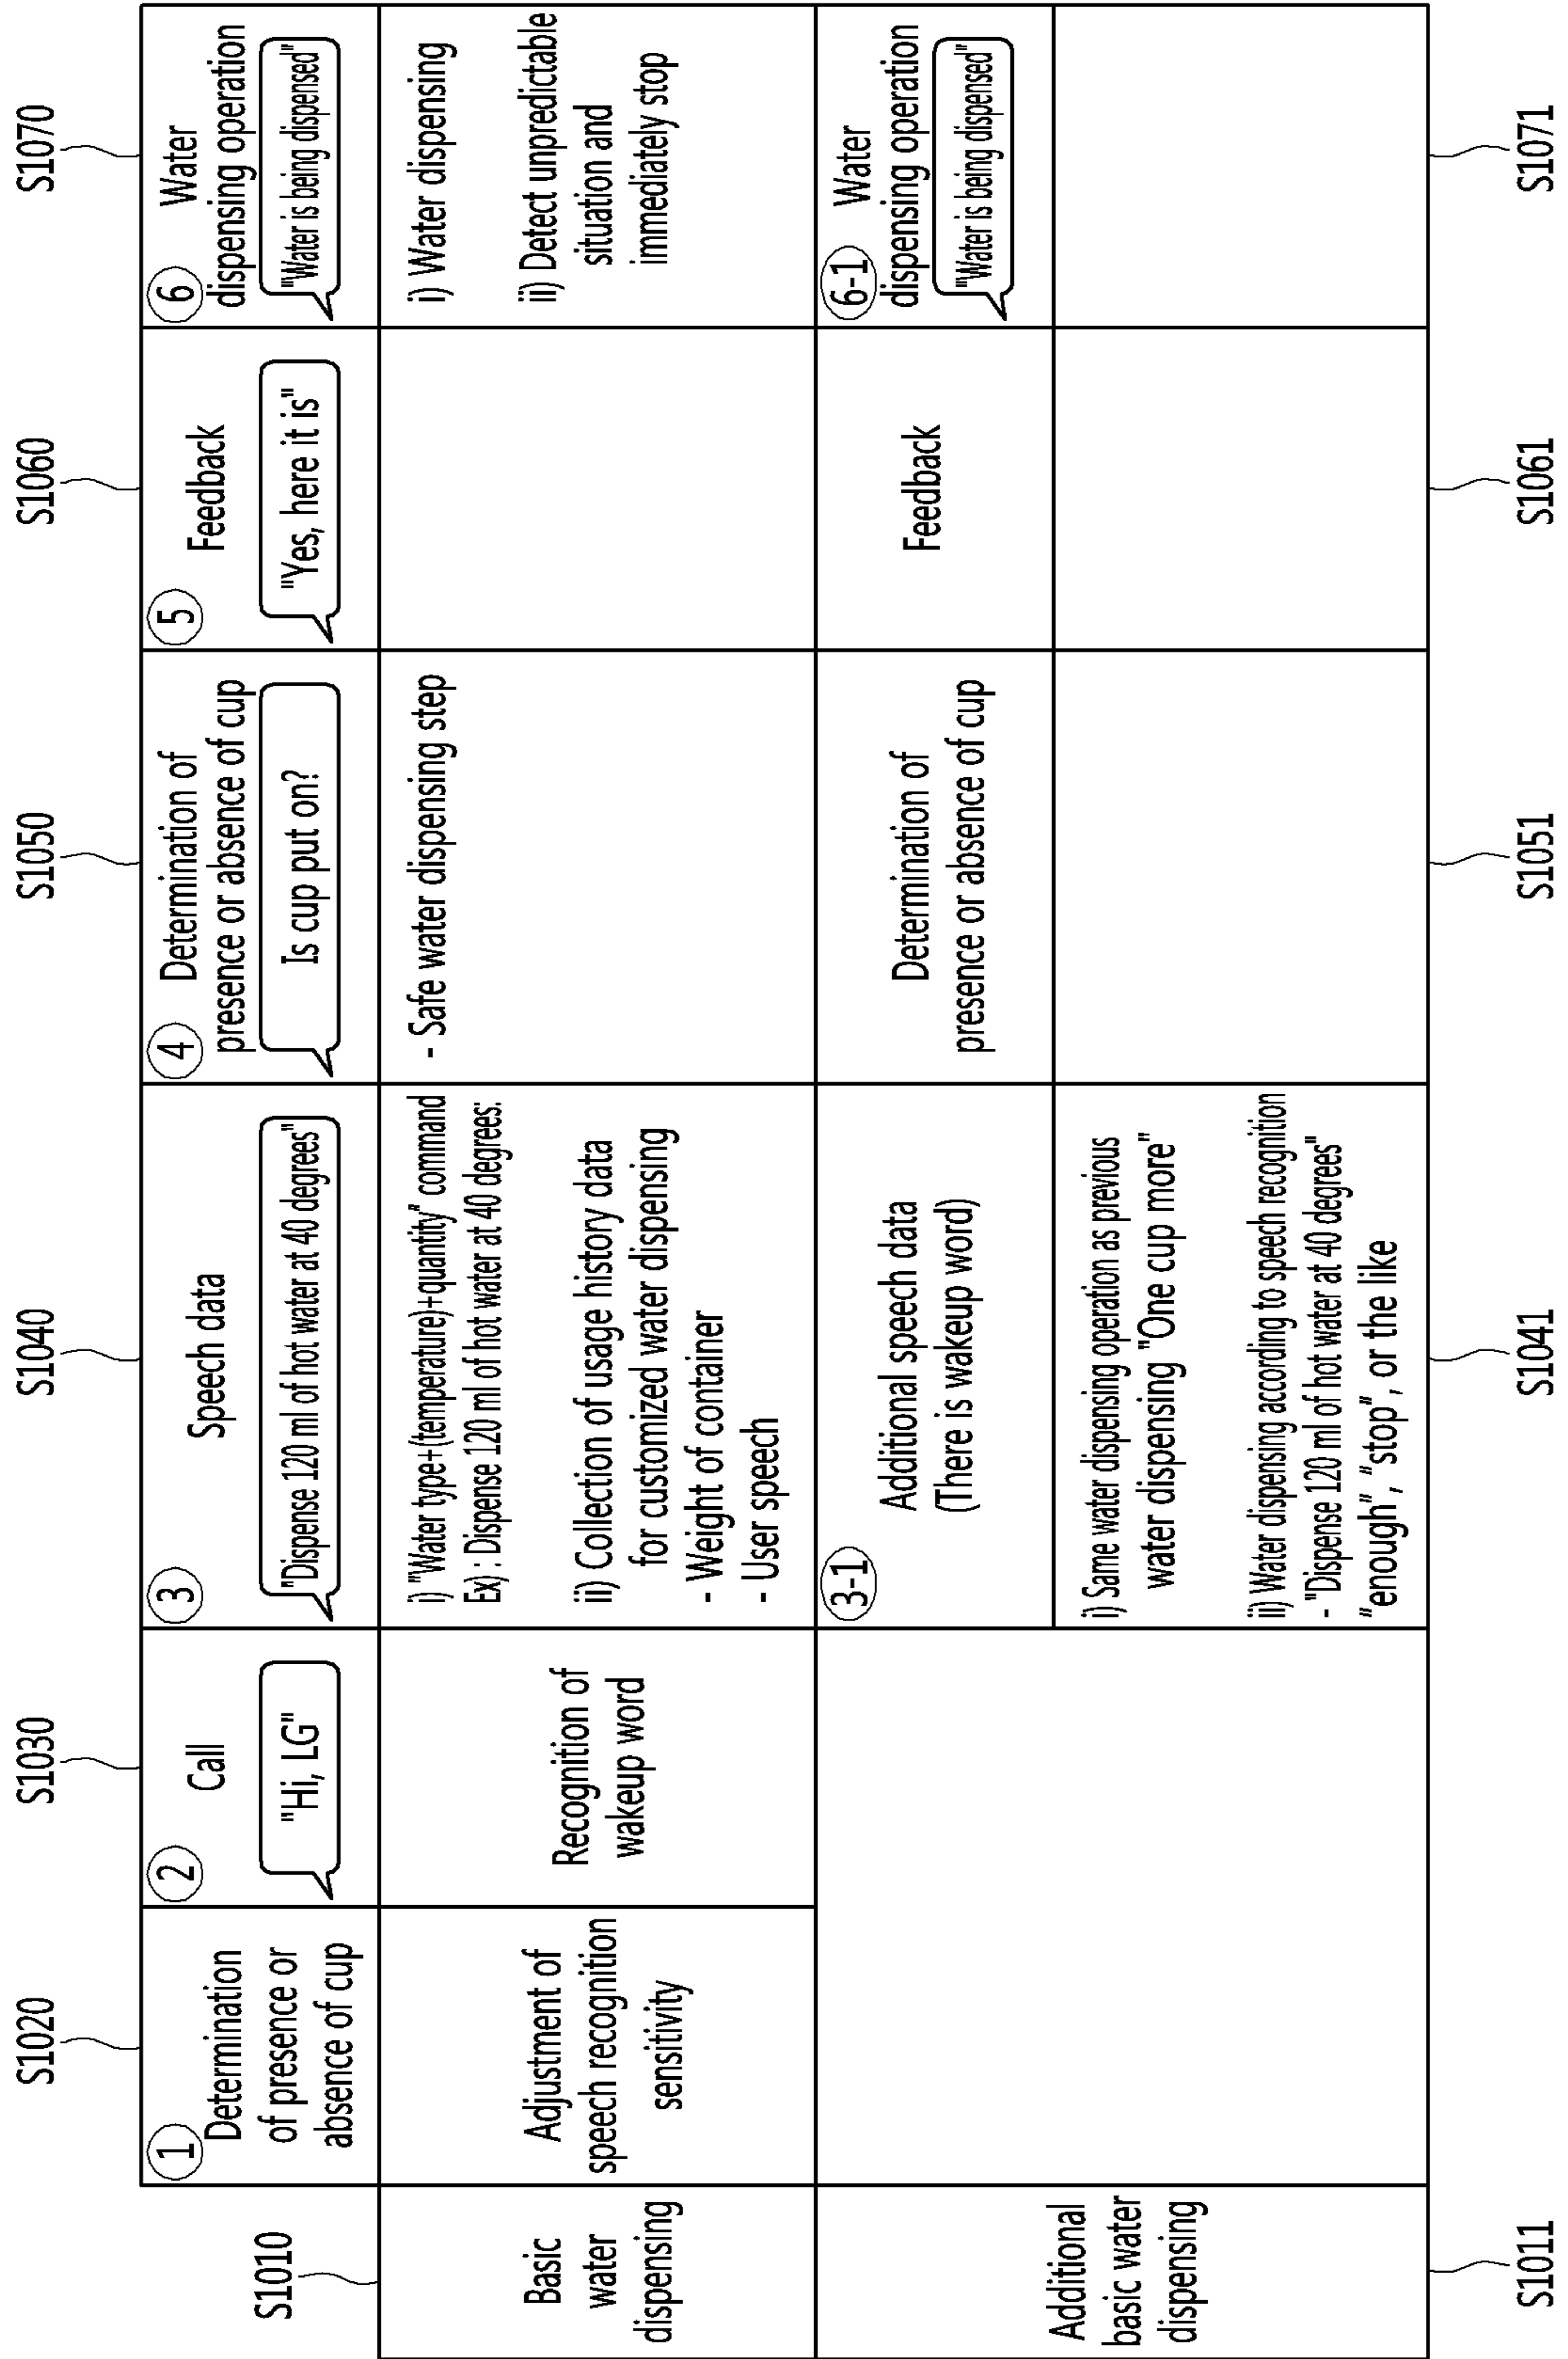 S1010
S1020
S1030
S1040
S1050
S1060
S1070
1
Determination
of presence or
absence of cup
2
Call
"Hi, LG"
3
Speech data
"Dispense 120 ml of hot water at 40 degrees"
4
Determination of
presence or absence of cup
Is cup put on?
5
Feedback
"Yes, here it is"
6
Water
dispensing operation
"Water is being dispensed"
Basic
water
dispensing
Adjustment of
speech recognition
sensitivity
Recognition of
wakeup word
i) "Water type+(temperature)+quantity" command
Ex) : Dispense 120 ml of hot water at 40 degrees:
ii) Collection of usage history data
for customized water dispensing
- Weight of container
- User speech
- Safe water dispensing step
i) Water dispensing
ii) Detect unpredictable
situation and
immediately stop
Additional
basic water
dispensing
3-1
Additional speech data
(There is wakeup word)
Determination of
presence or absence of cup
Feedback
6-1
Water
dispensing operation
"Water is being dispensed"
i) Same water dispensing operation as previous
water dispensing "One cup more"
ii) Water dispensing according to speech recognition
- "Dispense 120 ml of hot water at 40 degrees"
"enough", "stop", or the like
S1011
S1041
S1051
S1061
S1071